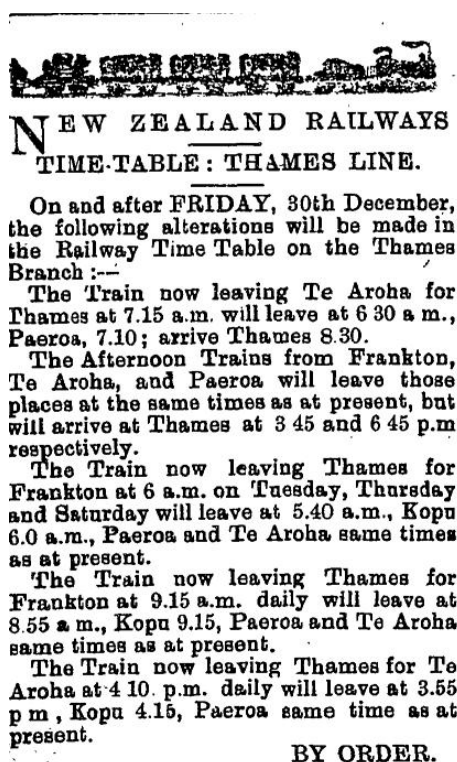 NEW ZEALAND RAILWAYS
TIME-TABLE: THAMES LINE.
On and after FRIDAY, 30th December,
the following alterations will be made in
the Railway Time Table on the Thames
Branch :—
The Train now leaving Te Aroha for
Thames at 7.15 a.m. will leave at 6 30 a m.,
Paeroa, 7.10; arrive Thames 8.30.
The Afternoon Trains from Frankton,
Te Aroha, and Paeroa will leave those
places at the same times as at present, but
will arrive at Thames at 3 45 and 6 45 p.m
respectively.
The Train now leaving Thames for
Frankton at 6 a.m. on Tuesday, Thursday
and Saturday will leave at 5.40 a.m., Kopu
6.0 a.m., Paeroa and Te Aroha same times
as at present.
The Train now leaving Thames for
Frankton at 9.15 a.m. daily will leave at
8.55 a m., Kopu 9.15, Paeroa and Te Aroha
same times as at present.
The Train now leaving Thames for Te
Aroha at 4 10. p.m. daily will leave at 3.55
p m , Kopu 4.15, Paeroa same time as at
present.
BY ORDER.